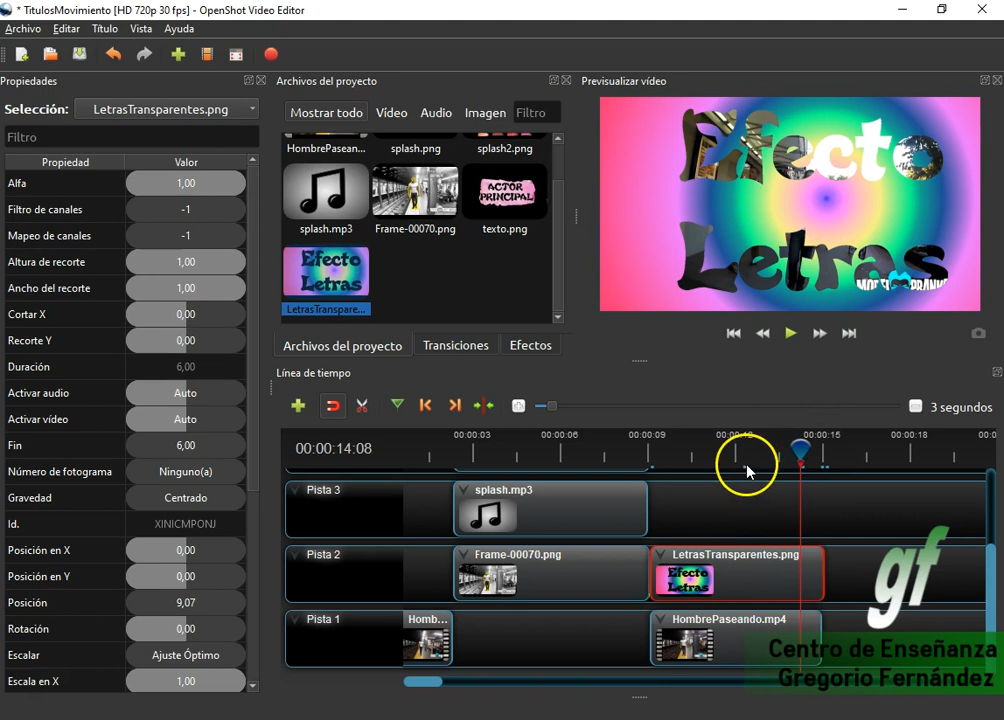 * TitulosMovimiento [HD 720p 30 fps] - OpenShot Video Editor
Archivo Editar Título Vista Ayuda
Propiedades
Selección: LetrasTransparentes.png
Filtro
Propiedad Valor
Alfa 1,00
Filtro de canales -1
Mapeo de canales -1
Altura de recorte 1,00
Ancho del recorte 1,00
Cortar X 0,00
Recorte Y 0,00
Duración 6,00
Activar audio Auto
Activar vídeo Auto
Fin 6,00
Número de fotograma Ninguno(a)
Gravedad Centrado
Id. XINICMPONJ
Posición en X 0,00
Posición en Y 0,00
Posición 9,07
Rotación 0,00
Escalar Ajuste Óptimo
Escala en X 1,00
Archivos del proyecto
Mostrar todo Vídeo Audio Imagen Filtro
HombrePasean... splash.png splash2.png
ACTOR
PRINCIPAL
splash.mp3 Frame-00070.png texto.png
Efecto
Letras
LetrasTranspare...
Archivos del proyecto Transiciones Efectos
Previsualizar vídeo
Efecto
Letras
Línea de tiempo
3 segundos
00:00:14:08
00:00:03 00:00:06 00:00:09 00:00:12 00:00:15 00:00:18 00:0
Pista 3 splash.mp3
Pista 2 Frame-00070.png LetrasTransparentes.png
Efecto
Letras
Pista 1 Homb... HombrePaseando.mp4
gf
Centro de Enseñanza
Gregorio Fernández